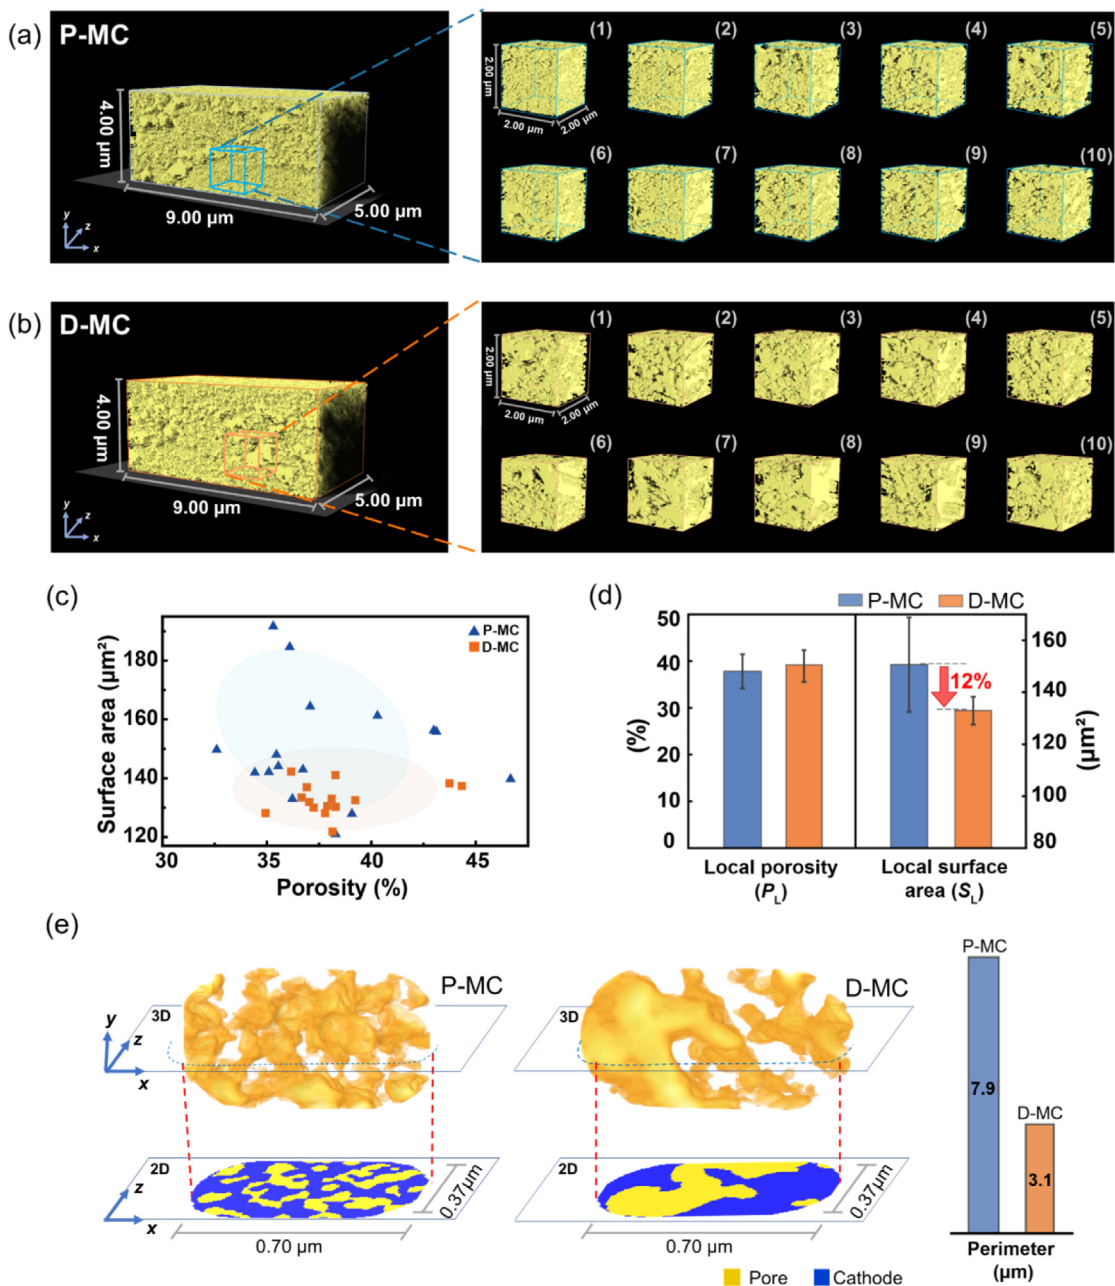 (a)
P-MC
4.00 µm
9.00 µm
5.00 µm
y
z
x
(1)
(2)
(3)
(4)
(5)
2.00 µm
2.00 µm
2.00 µm
(6)
(7)
(8)
(9)
(10)
(b)
D-MC
4.00 µm
9.00 µm
5.00 µm
y
z
x
(1)
(2)
(3)
(4)
(5)
2.00 µm
2.00 µm
2.00 µm
(6)
(7)
(8)
(9)
(10)
(c)
Surface area (µm²)
180
160
140
120
30
35
40
45
Porosity (%)
P-MC
D-MC
(d)
P-MC
D-MC
(%)
50
40
30
20
10
0
12%
160
140
120
100
80
(µm²)
Local porosity
(P_L)
Local surface
area (S_L)
(e)
P-MC
3D
y
z
x
2D
z
x
0.37µm
0.70 µm
D-MC
3D
2D
0.37µm
0.70 µm
Pore
Cathode
P-MC
7.9
D-MC
3.1
Perimeter
(µm)